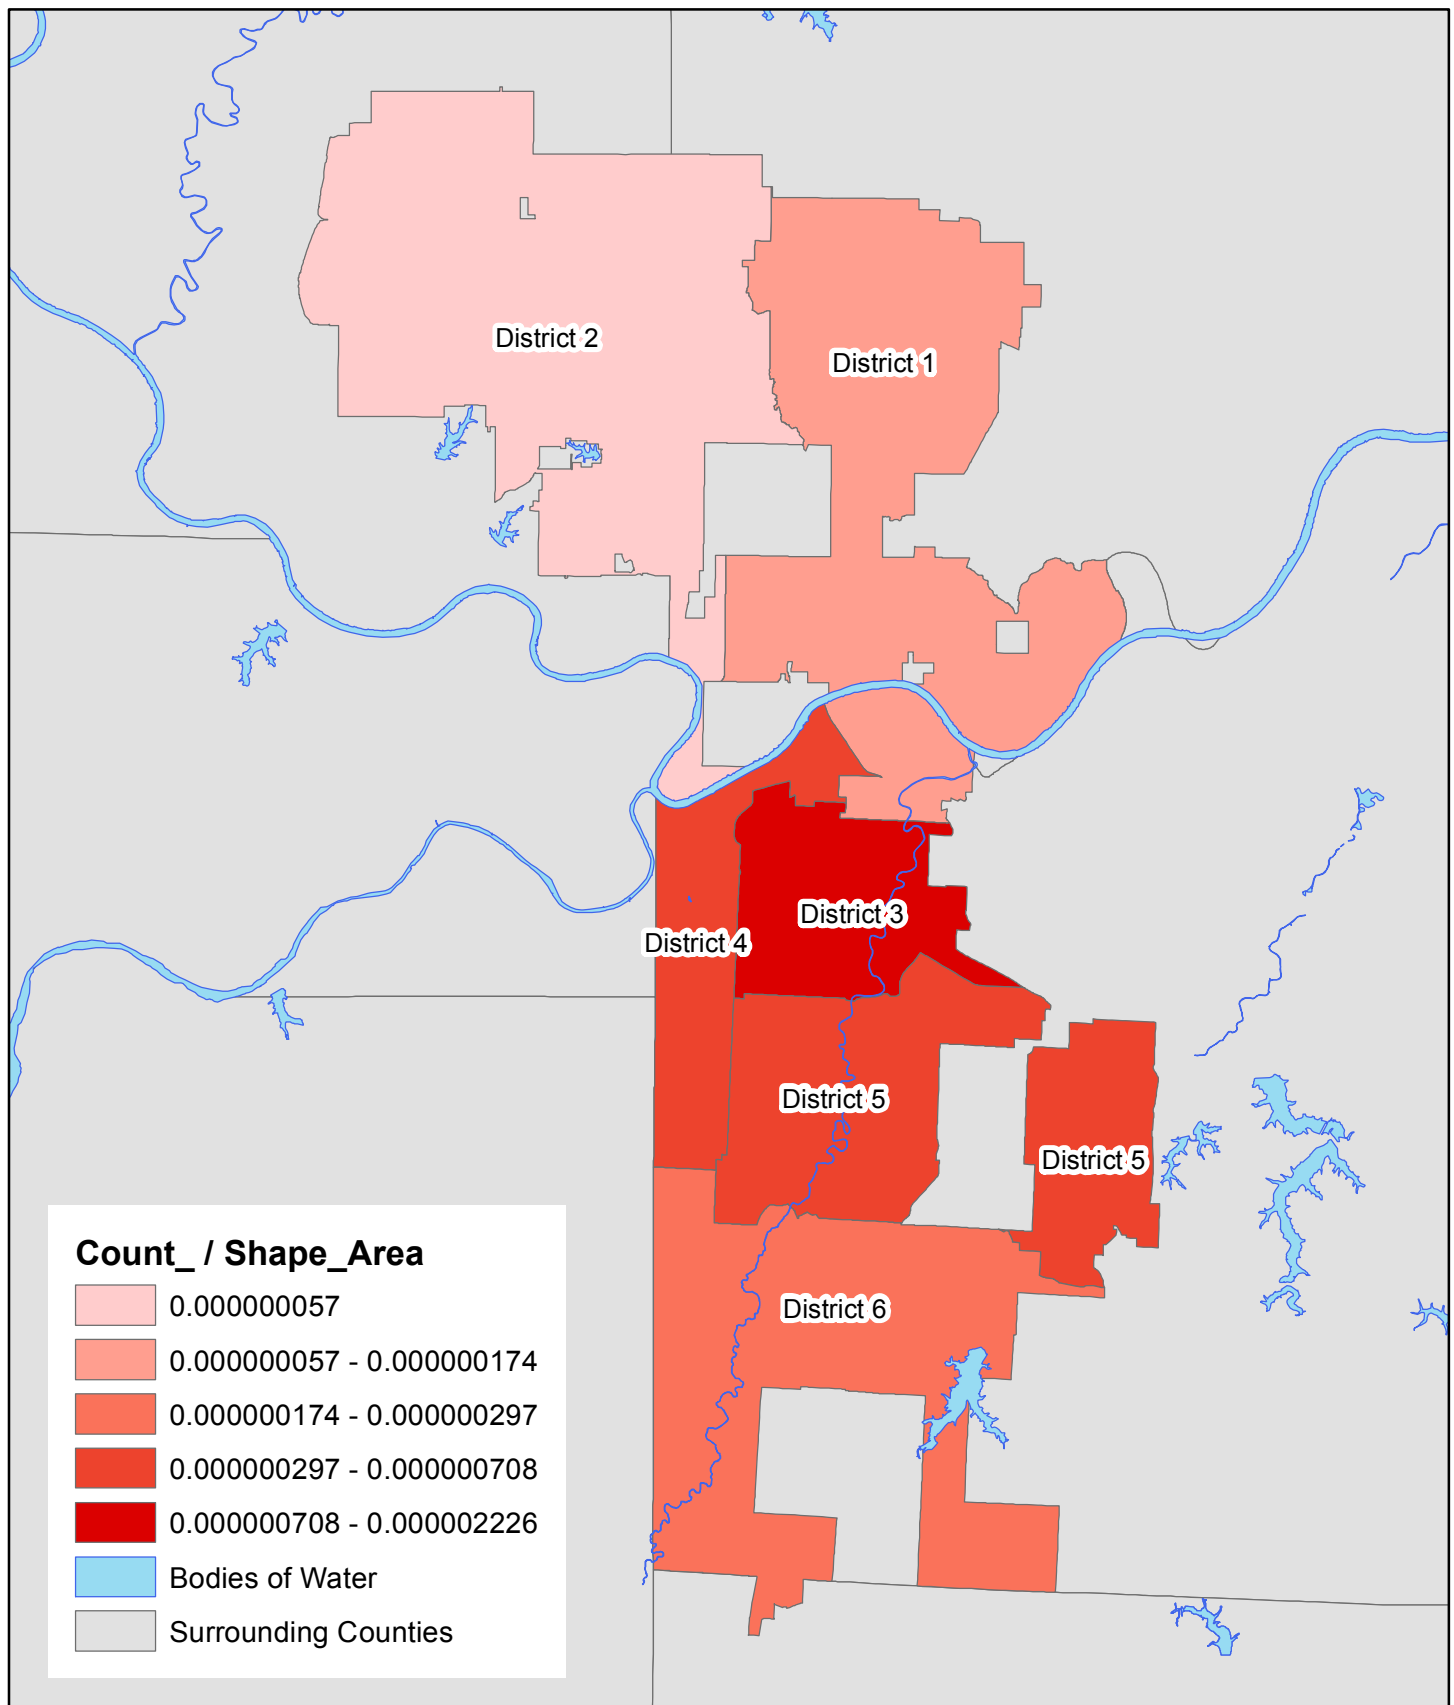 District 2
District 1
District 3
District 4
District 5
District 5
District 6
Count_ / Shape_Area
0.000000057
0.000000057 - 0.000000174
0.000000174 - 0.000000297
0.000000297 - 0.000000708
0.000000708 - 0.000002226
Bodies of Water
Surrounding Counties